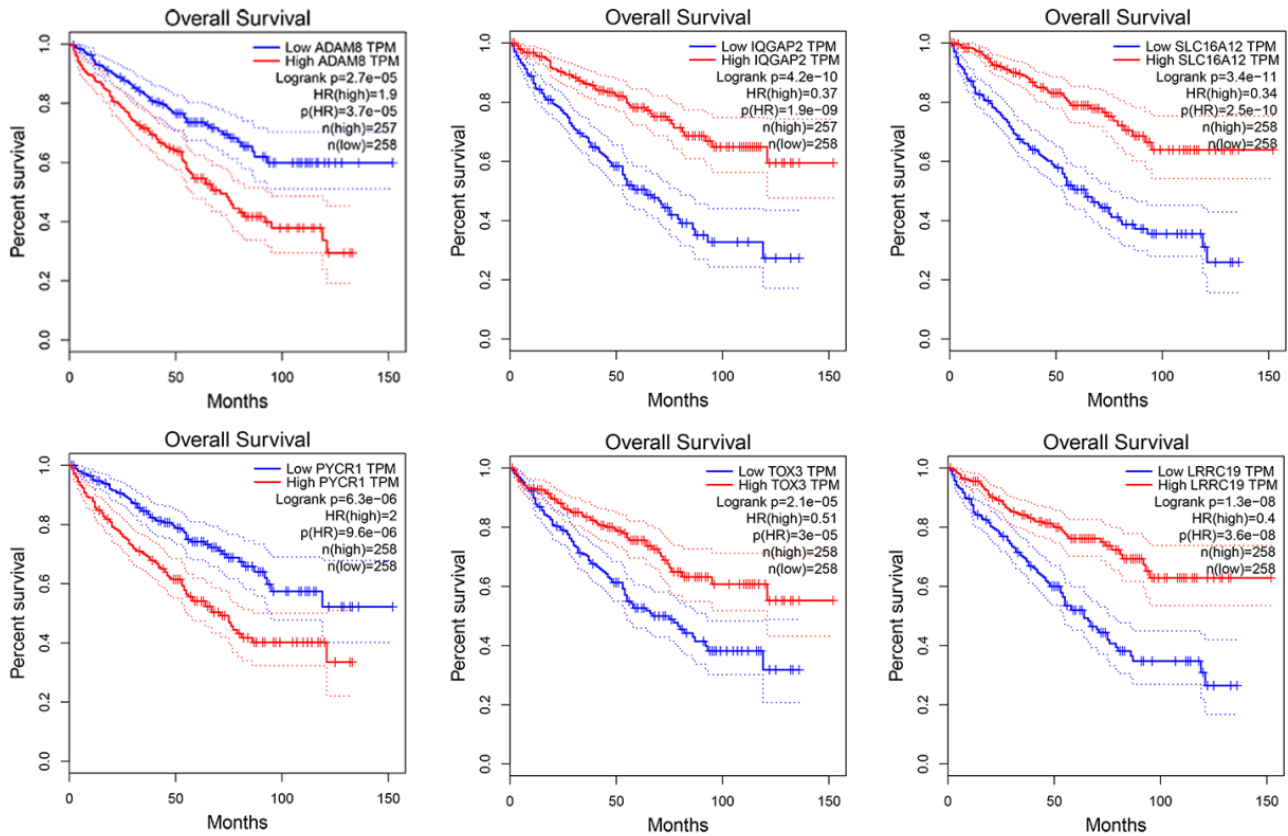 Overall Survival
Low ADAM8 TPM
High ADAM8 TPM
Logrank p=2.7e-05
HR(high)=1.9
p(HR)=3.7e-05
n(high)=257
n(low)=258
Percent survival
0.0 0.2 0.4 0.6 0.8 1.0
0 50 100 150
Months
Overall Survival
Low IQGAP2 TPM
High IQGAP2 TPM
Logrank p=4.2e-10
HR(high)=0.37
p(HR)=1.9e-09
n(high)=257
n(low)=258
Percent survival
0.0 0.2 0.4 0.6 0.8 1.0
0 50 100 150
Months
Overall Survival
Low SLC16A12 TPM
High SLC16A12 TPM
Logrank p=3.4e-11
HR(high)=0.34
p(HR)=2.5e-10
n(high)=258
n(low)=258
Percent survival
0.0 0.2 0.4 0.6 0.8 1.0
0 50 100 150
Months
Overall Survival
Low PYCR1 TPM
High PYCR1 TPM
Logrank p=6.3e-06
HR(high)=2
p(HR)=9.6e-06
n(high)=258
n(low)=258
Percent survival
0.0 0.2 0.4 0.6 0.8 1.0
0 50 100 150
Months
Overall Survival
Low TOX3 TPM
High TOX3 TPM
Logrank p=2.1e-05
HR(high)=0.51
p(HR)=3e-05
n(high)=258
n(low)=258
Percent survival
0.0 0.2 0.4 0.6 0.8 1.0
0 50 100 150
Months
Overall Survival
Low LRRC19 TPM
High LRRC19 TPM
Logrank p=1.3e-08
HR(high)=0.4
p(HR)=3.6e-08
n(high)=258
n(low)=258
Percent survival
0.0 0.2 0.4 0.6 0.8 1.0
0 50 100 150
Months